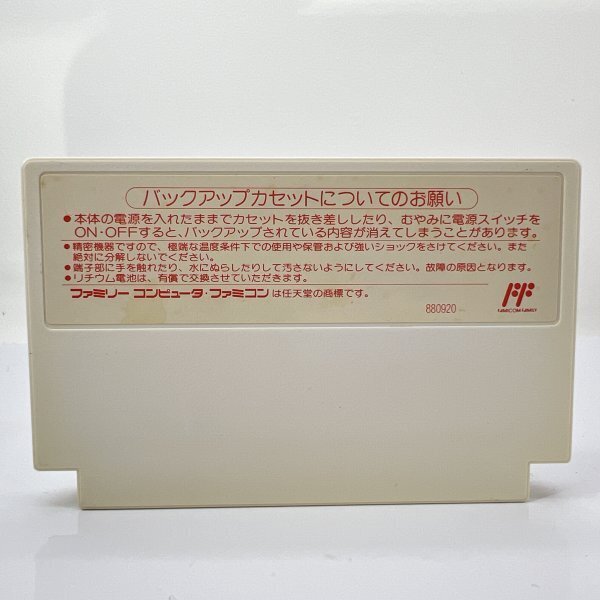 バックアップカセットについてのお願い
●本体の電源を入れたままでカセットを抜き差ししたり、むやみに電源スイッチを
ON・OFFすると、バックアップされている内容が消えてしまうことがあります。
●精密機器ですので、極端な温度条件下での使用や保管および強いショックをさけてください。また
絶対に分解しないでください。
●端子部に手を触れたり、水にぬらしたりして汚さないようにしてください。故障の原因となります。
●リチウム電池は、有償で交換させていただきます。
ファミリー コンピュータ・ファミコン は任天堂の商標です。
880920
FAMICOM FAMILY